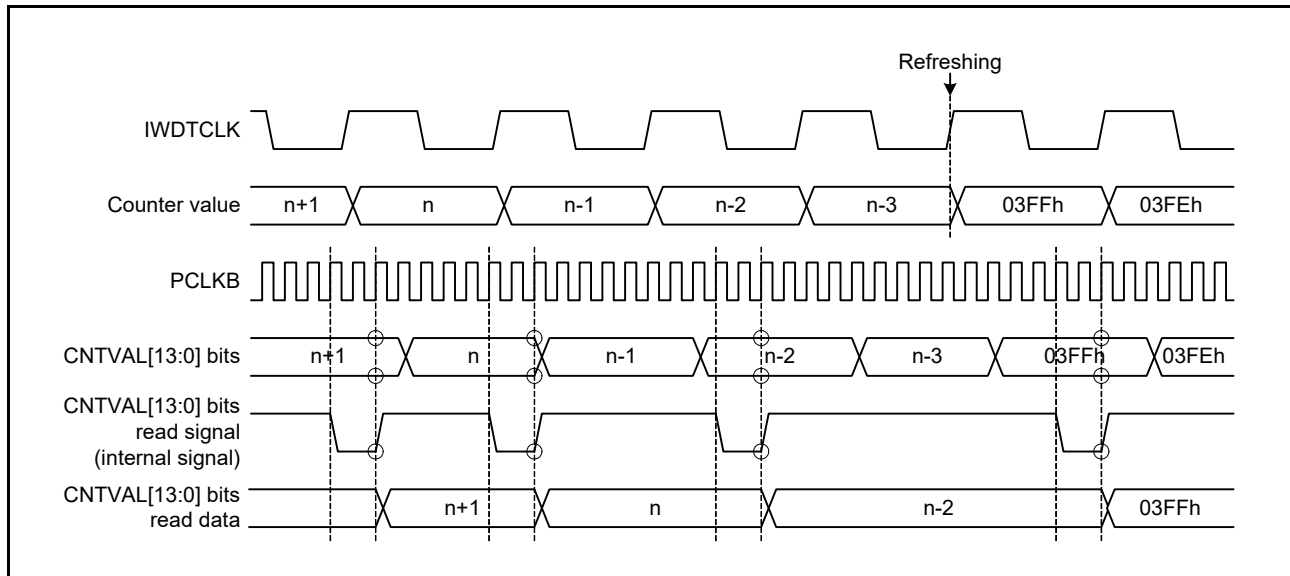 Refreshing
IWDTCLK
Counter value n+1 n n-1 n-2 n-3 03FFh 03FEh
PCLKB
CNTVAL[13:0] bits n+1 n n-1 n-2 n-3 03FFh 03FEh
CNTVAL[13:0] bits
read signal
(internal signal)
CNTVAL[13:0] bits
read data n+1 n n-2 03FFh